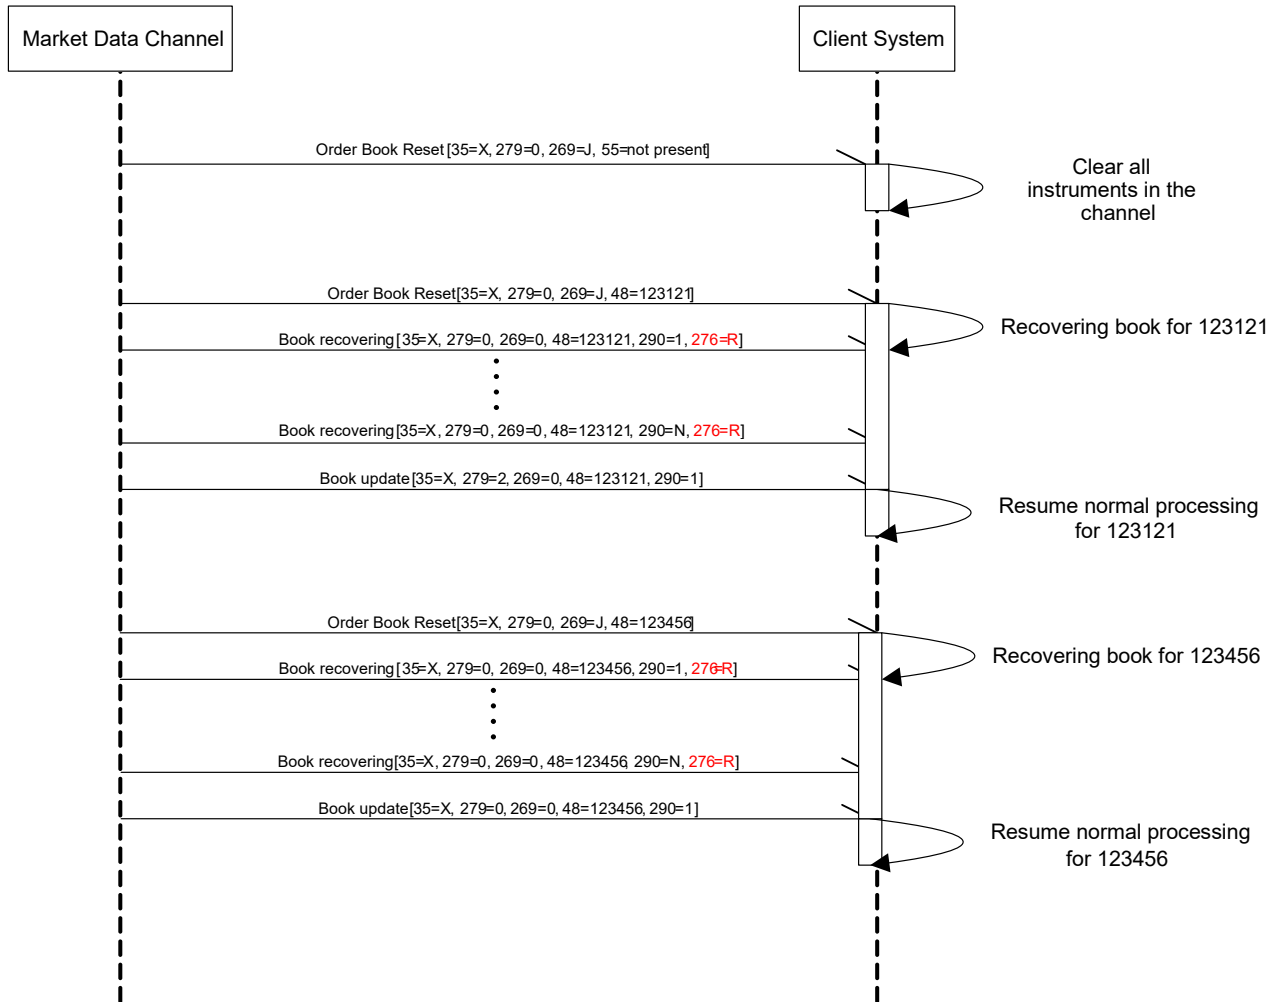 Market Data Channel
Client System
Order Book Reset [35=X, 279=0, 269=J, 55=not present]
Clear all
instruments in the
channel
Order Book Reset[35=X, 279=0, 269=J, 48=123121]
Recovering book for 123121
Book recovering[35=X, 279=0, 269=0, 48=123121, 290=1, 276=R]
Book recovering[35=X, 279=0, 269=0, 48=123121, 290=N, 276=R]
Book update[35=X, 279=2, 269=0, 48=123121, 290=1]
Resume normal processing
for 123121
Order Book Reset[35=X, 279=0, 269=J, 48=123456]
Recovering book for 123456
Book recovering[35=X, 279=0, 269=0, 48=123456, 290=1, 276=R]
Book recovering[35=X, 279=0, 269=0, 48=123456, 290=N, 276=R]
Book update[35=X, 279=0, 269=0, 48=123456, 290=1]
Resume normal processing
for 123456